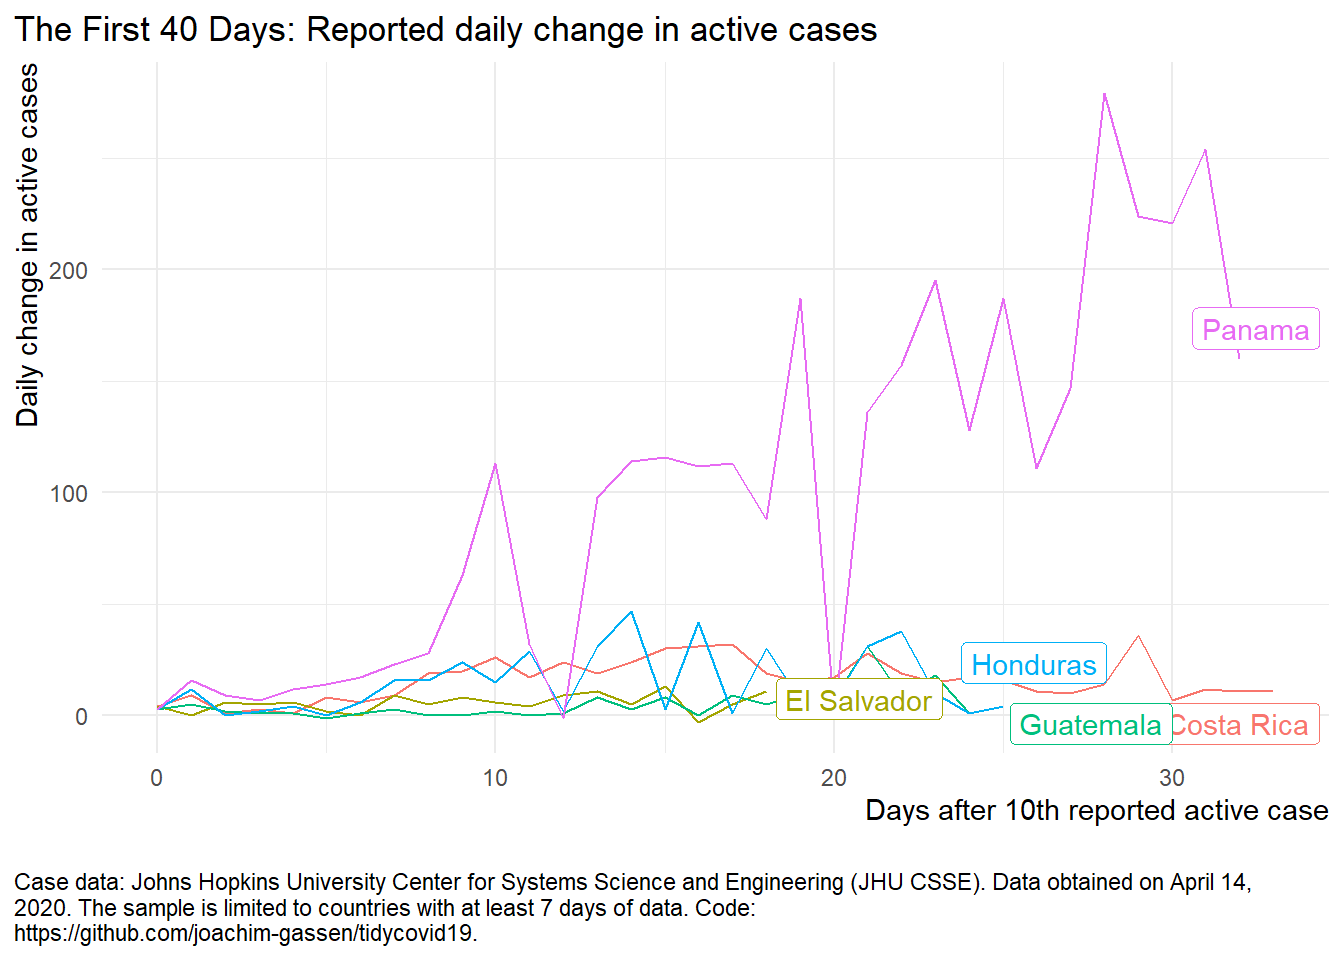 The First 40 Days: Reported daily change in active cases
Daily change in active cases
200
100
0
Panama
Honduras
El Salvador
Guatemala
Costa Rica
0
10
20
30
Days after 10th reported active case
Case data: Johns Hopkins University Center for Systems Science and Engineering (JHU CSSE). Data obtained on April 14,
2020. The sample is limited to countries with at least 7 days of data. Code:
https://github.com/joachim-gassen/tidycovid19.